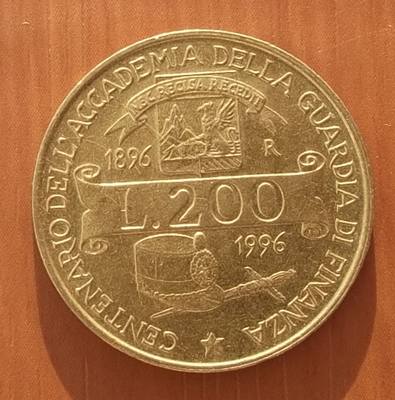 CENTENARIO DELL'ACCADEMIA DELLA GUARDIA DI FINANZA
NEC RECISA RECEDIT
1896 R
L.200
1996